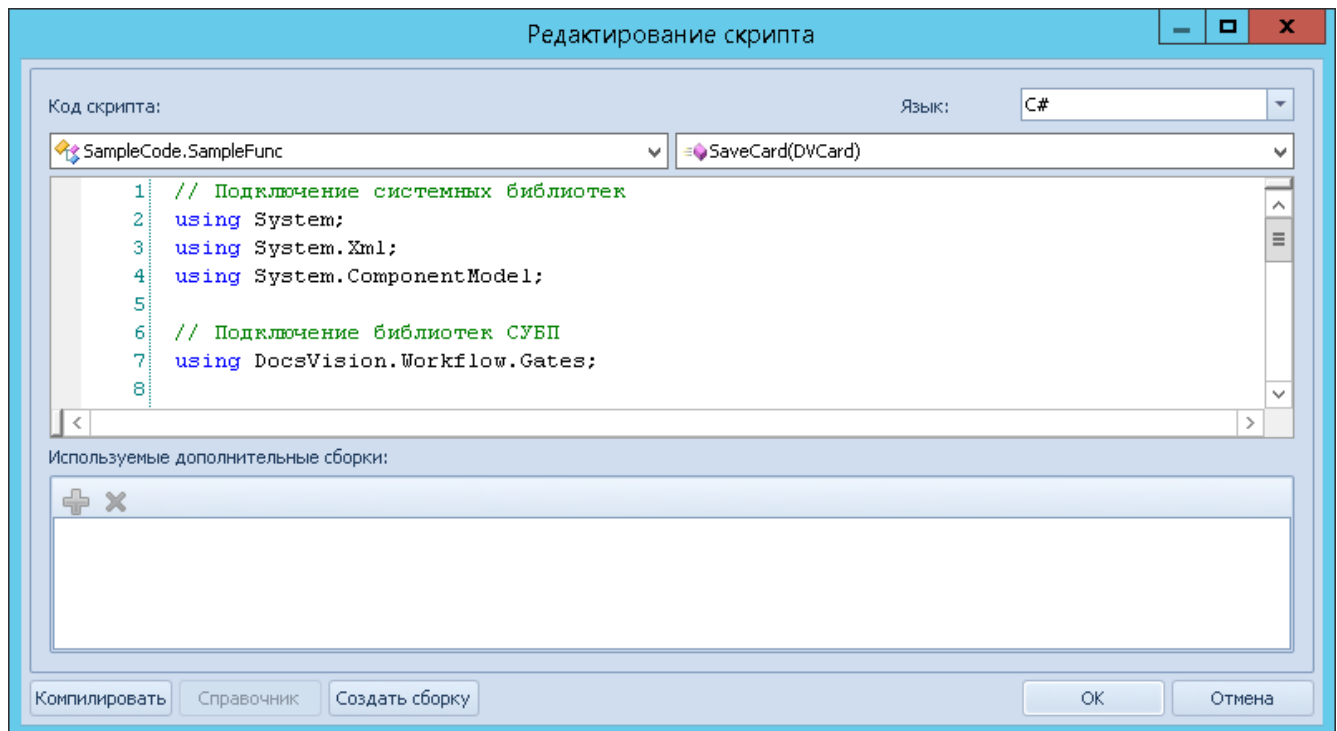 Редактирование скрипта
Код скрипта:
Язык:
C#
SampleCode.SampleFunc
SaveCard(DVCard)
1 // Подключение системных библиотек
2 using System;
3 using System.Xml;
4 using System.ComponentModel;
5
6 // Подключение библиотек СУБП
7 using DocsVision.Workflow.Gates;
8
Используемые дополнительные сборки:
Компилировать
Справочник
Создать сборку
OK
Отмена